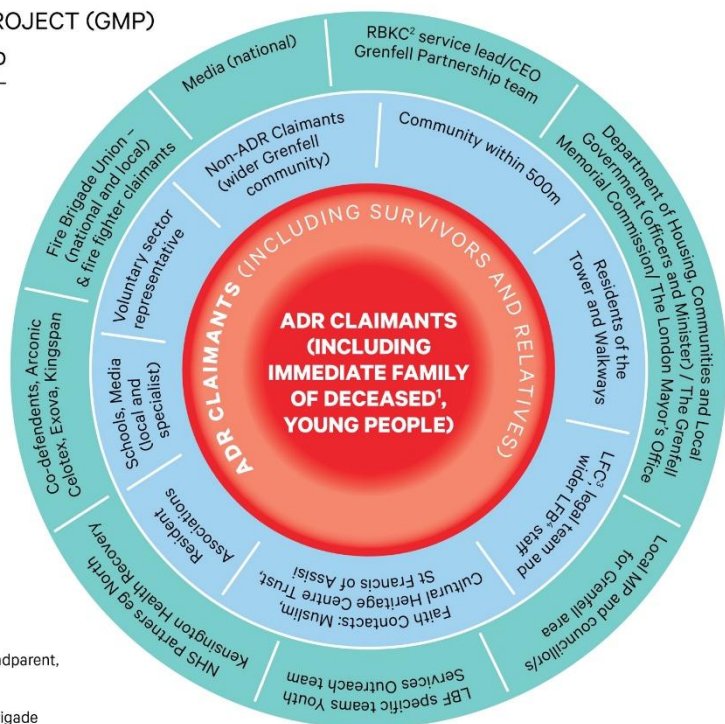 ROJECT (GMP)
Media (national)
RBKC² service lead/CEO
Grenfell Partnership team
Department of Housing, Communities and Local
Government (officers and Minister) / The Grenfell
Memorial Commission/ The London Mayor's Office
Local MP and councillor/s
for Grenfell area
LBF specific teams Youth
Services Outreach team
NHS Partners eg North
Kensington Health Recovery
Co-defendents, Arconic
Celotex, Exova, Kingspan
Fire Brigade Union –
(national and local)
& fire fighter claimants
Non-ADR Claimants
(wider Grenfell
community)
Community within 500m
Residents of the
Tower and Walkways
LFC³, legal team and
wider LFB⁴ staff
Faith Contacts: Muslim,
Cultural Heritage Centre Trust,
St Francis of Assisi
Resident
Associations
Schools, Media
(local and
specialist)
Voluntary sector
representative
ADR CLAIMANTS (INCLUDING SURVIVORS AND RELATIVES)
ADR CLAIMANTS
(INCLUDING
IMMEDIATE FAMILY
OF DECEASED¹,
YOUNG PEOPLE)
dparent,
igade